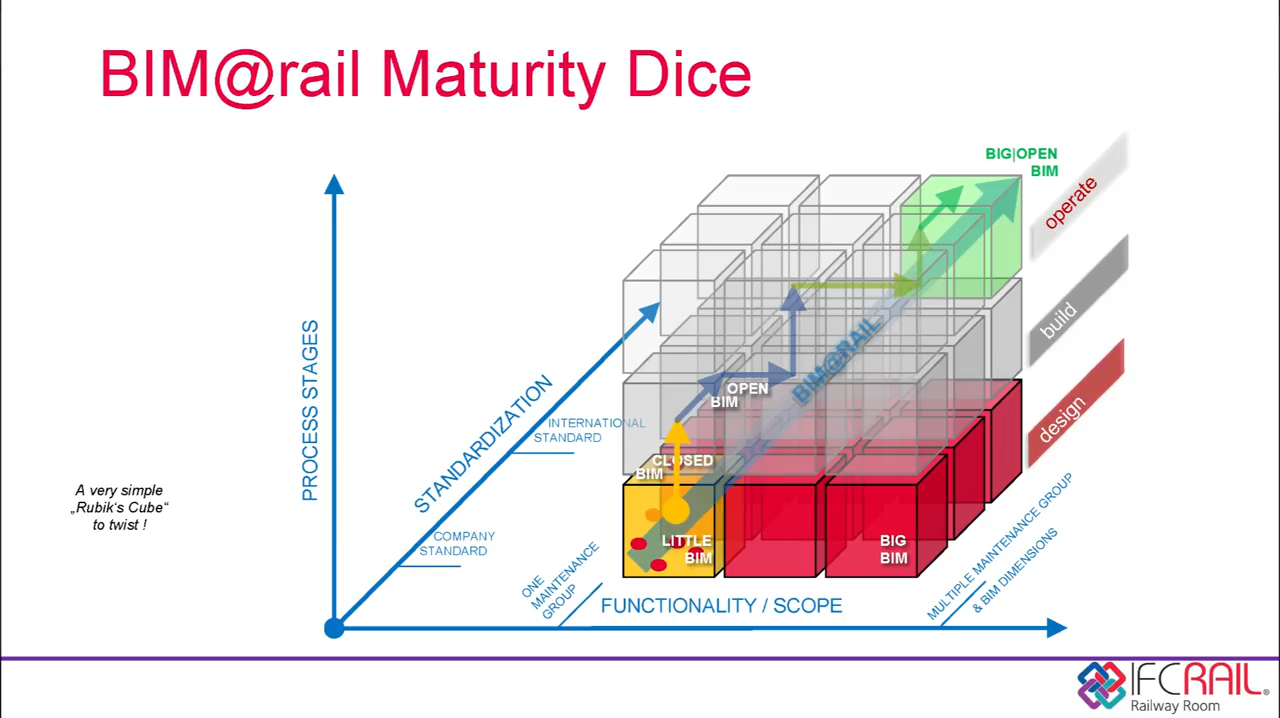 BIM@rail Maturity Dice
BIG|OPEN
BIM
operate
build
design
PROCESS STAGES
STANDARDIZATION
INTERNATIONAL
STANDARD
COMPANY
STANDARD
BIM@RAIL
OPEN
BIM
CLOSED
BIM
LITTLE
BIM
BIG
BIM
A very simple
„Rubik‘s Cube“
to twist !
ONE
MAINTENANCE
GROUP
FUNCTIONALITY / SCOPE
MULTIPLE MAINTENANCE GROUP
& BIM DIMENSIONS
IFCRAIL®
Railway Room